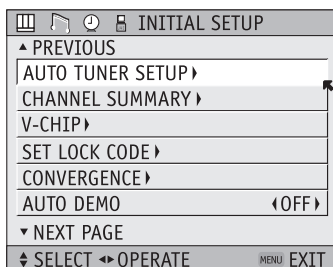 INITIAL SETUP
▲ PREVIOUS
AUTO TUNER SETUP
CHANNEL SUMMARY
V-CHIP
SET LOCK CODE
CONVERGENCE
AUTO DEMO (OFF)
▼ NEXT PAGE
SELECT OPERATE MENU EXIT